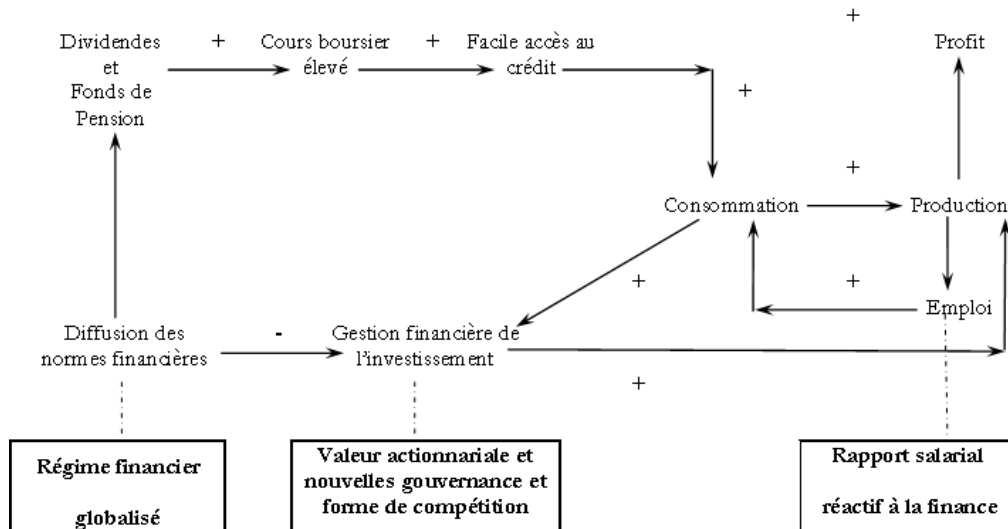 +
Dividendes
et
Fonds de
Pension
+
Cours boursier
élevé
+
Facile accès au
crédit
Profit
+
+
Consommation
Production
+
+
Emploi
Diffusion des
normes financières
-
Gestion financière de
l'investissement
+
Régime financier
globalisé
Valeur actionnariale et
nouvelles gouvernance et
forme de compétition
Rapport salarial
réactif à la finance